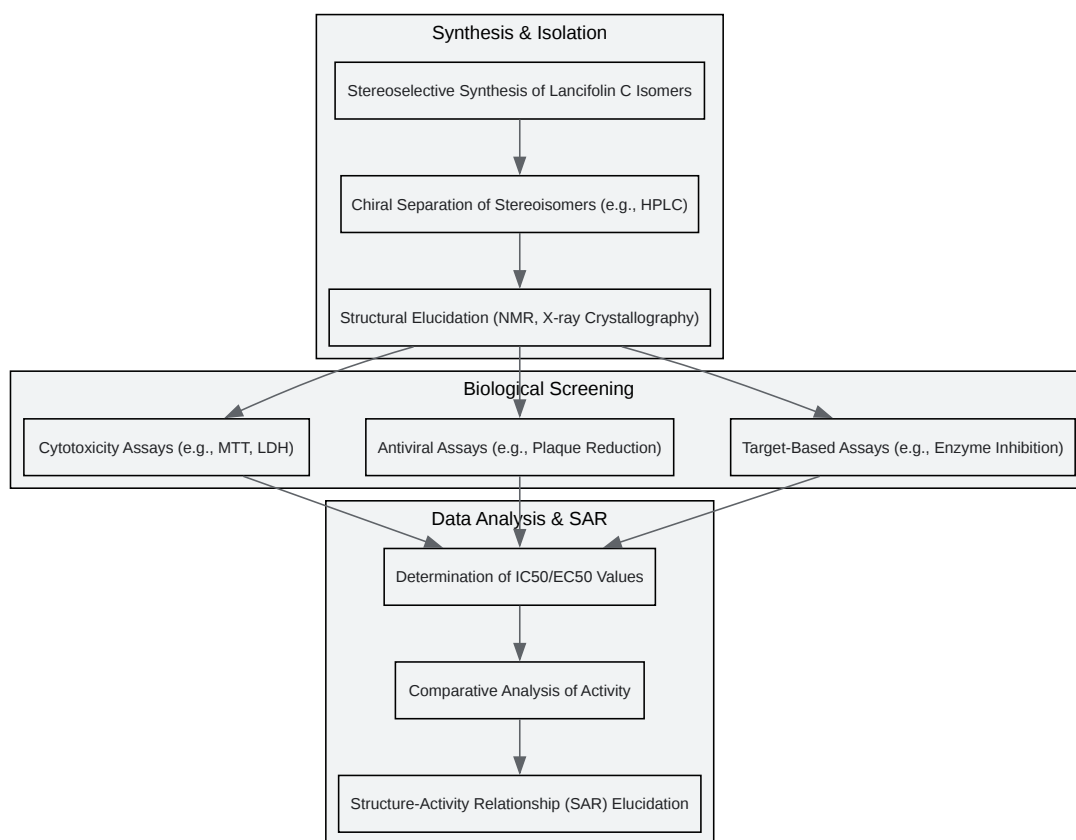 Synthesis & Isolation
Stereoselective Synthesis of Lancifolin C Isomers
Chiral Separation of Stereoisomers (e.g., HPLC)
Structural Elucidation (NMR, X-ray Crystallography)
Biological Screening
Cytotoxicity Assays (e.g., MTT, LDH)
Antiviral Assays (e.g., Plaque Reduction)
Target-Based Assays (e.g., Enzyme Inhibition)
Data Analysis & SAR
Determination of IC50/EC50 Values
Comparative Analysis of Activity
Structure-Activity Relationship (SAR) Elucidation